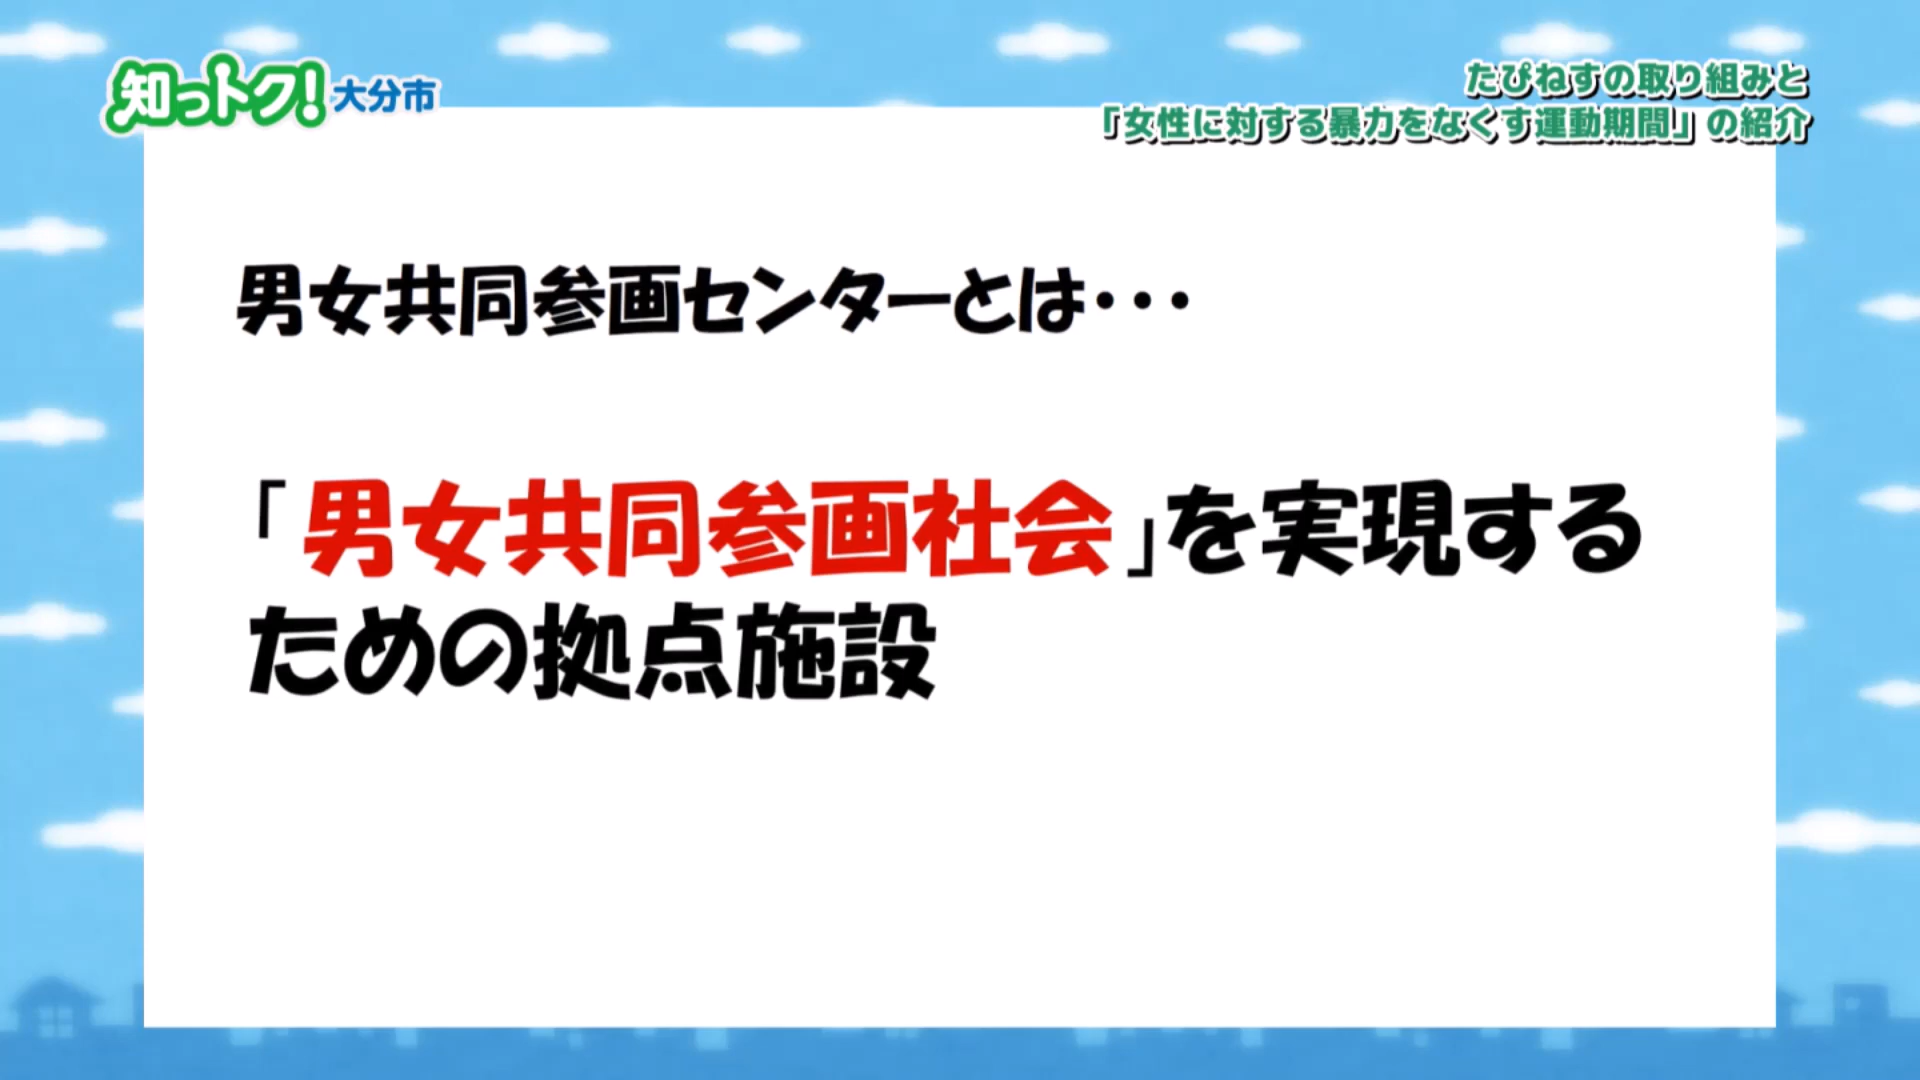 知っトク!大分市
たぴねすの取り組みと
「女性に対する暴力をなくす運動期間」の紹介
男女共同参画センターとは・・・
「男女共同参画社会」を実現する
ための拠点施設